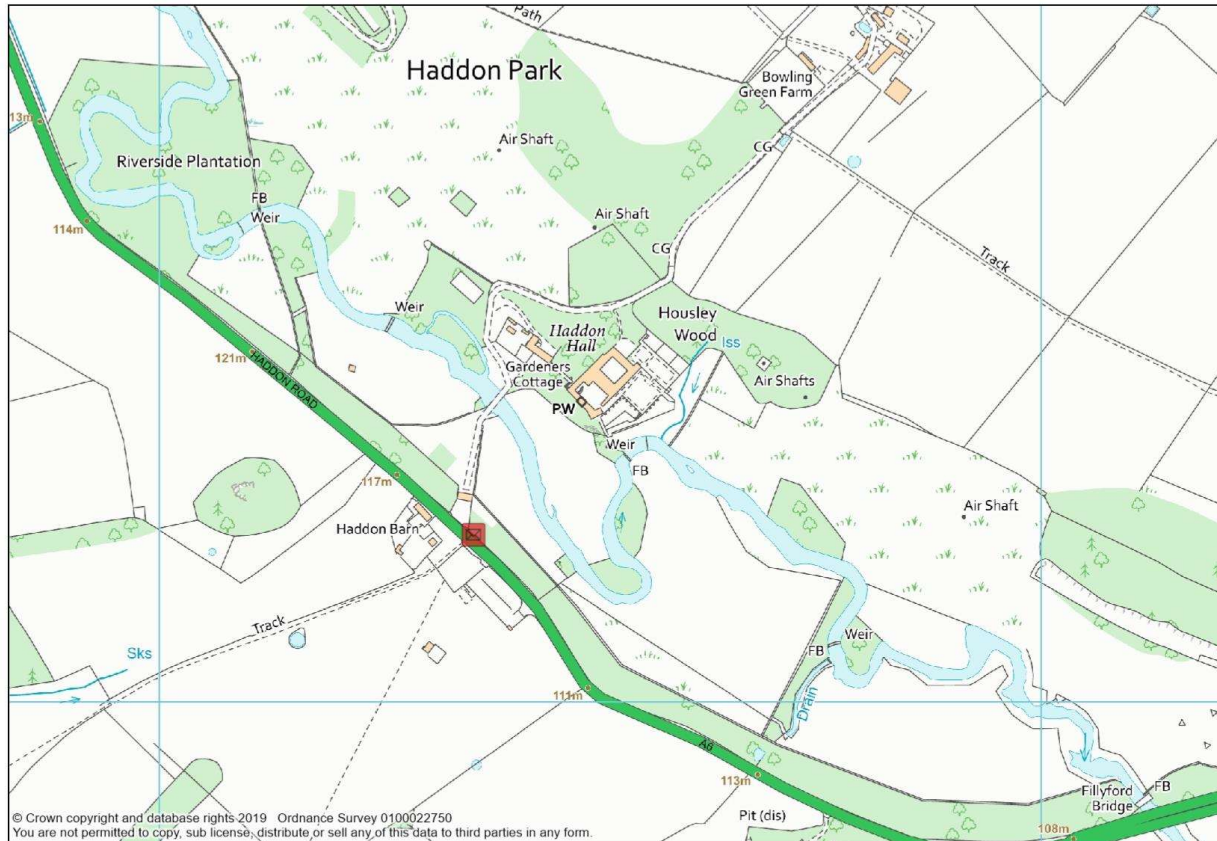 Path
Haddon Park
Bowling
Green Farm
13m
Air Shaft
CG
Riverside Plantation
FB
Weir
114m
Air Shaft
CG
Track
Weir
Housley
Wood
Iss
Haddon
Hall
121m
HADDON ROAD
Gardeners
Cottage
Air Shafts
PW
Weir
FB
117m
Air Shaft
Haddon Barn
Track
Weir
FB
Sks
111m
Drain
A6
113m
Fillyford
Bridge
FB
Pit (dis)
108m
© Crown copyright and database rights 2019 Ordnance Survey 0100022750
You are not permitted to copy, sub license, distribute or sell any of this data to third parties in any form.